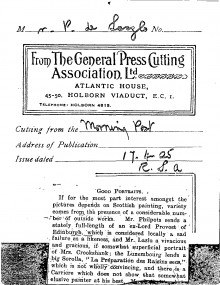 Mr. P. de Laszlo No.
From The General Press Cutting
Association, Ltd
ATLANTIC HOUSE,
45-50, HOLBORN VIADUCT, E.C. 1.
TELEPHONE: HOLBORN 4815.
Cutting from the Morning Post
Address of Publication
Issue dated 17.4.25
R.S.A
GOOD PORTRAITS.
If for the most part interest amongst the
pictures depends on Scottish painting, variety
comes from the presence of a considerable num-
ber of outside works. Mr. Philpots sends a
stately full-length of an ex-Lord Provost of
Edinburgh, which is considered locally a sad
failure as a likeness, and Mr. Laszlo a vivacious
and gracious, if somewhat superficial portrait
of Mrs. Crookshank; the Luxembourg lends a
big Sorolla, "La Préparation des Raisins secs,"
which is not wholly convincing, and there is a
Carrière which does not show that somewhat
elusive painter at his best